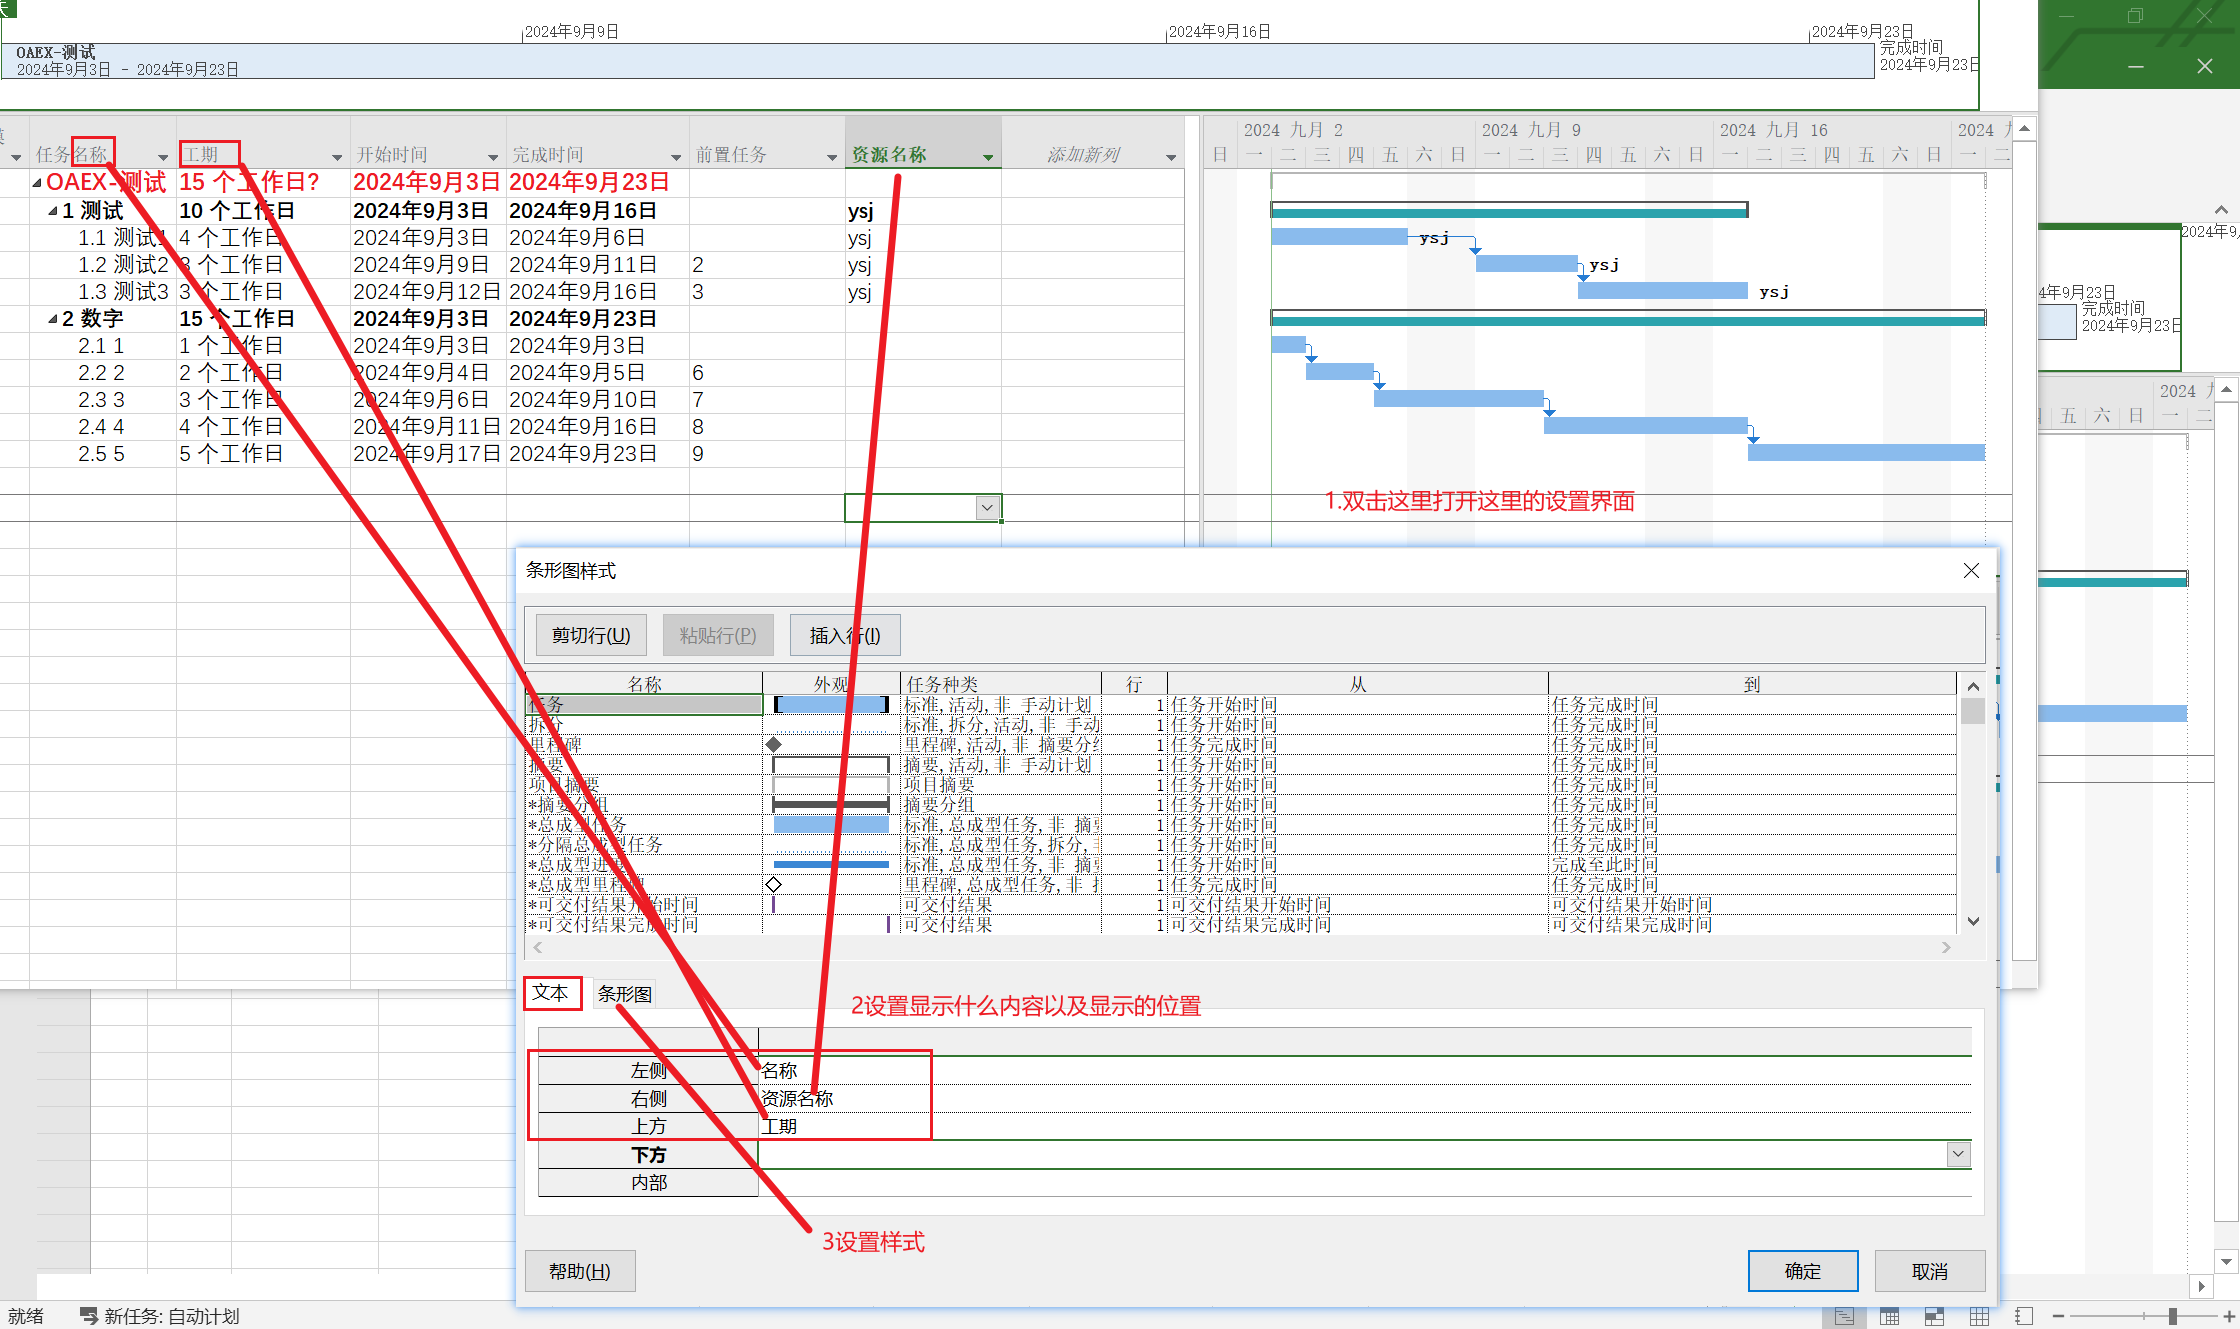 天
2024年9月9日
2024年9月16日
2024年9月23日
OAEX-测试
2024年9月3日 - 2024年9月23日
完成时间
2024年9月23日
任务名称
工期
开始时间
完成时间
前置任务
资源名称
添加新列
2024 九月 2
2024 九月 9
2024 九月 16
2024
日 一 二 三 四 五 六 日 一 二 三 四 五 六 日 一 二 三 四 五 六 日 一 二
OAEX-测试 15 个工作日? 2024年9月3日 2024年9月23日
1 测试 10 个工作日 2024年9月3日 2024年9月16日 ysj
1.1 测试1 4 个工作日 2024年9月3日 2024年9月6日 ysj
1.2 测试2 3 个工作日 2024年9月9日 2024年9月11日 2 ysj
1.3 测试3 3 个工作日 2024年9月12日 2024年9月16日 3 ysj
2 数字 15 个工作日 2024年9月3日 2024年9月23日
2.1 1 1 个工作日 2024年9月3日 2024年9月3日
2.2 2 2 个工作日 2024年9月4日 2024年9月5日 6
2.3 3 3 个工作日 2024年9月6日 2024年9月10日 7
2.4 4 4 个工作日 2024年9月11日 2024年9月16日 8
2.5 5 5 个工作日 2024年9月17日 2024年9月23日 9
ysj
ysj
ysj
1.双击这里打开这里的设置界面
2024年9
4年9月23日
完成时间
2024年9月23日
2024
五 六 日 一 二
条形图样式
剪切行(U)
粘贴行(P)
插入行(I)
名称 外观 任务种类 行 从 到
任务 标准,活动,非 手动计划 1 任务开始时间 任务完成时间
拆分 标准,拆分,活动,非 手动 1 任务开始时间 任务完成时间
里程碑 里程碑,活动,非 摘要分组 1 任务完成时间 任务完成时间
摘要 摘要,活动,非 手动计划 1 任务开始时间 任务完成时间
项目摘要 项目摘要 1 任务开始时间 任务完成时间
*摘要分组 摘要分组 1 任务开始时间 任务完成时间
*总成型任务 标准,总成型任务,非 摘要 1 任务开始时间 任务完成时间
*分隔总成型任务 标准,总成型任务,拆分, 1 任务开始时间 任务完成时间
*总成型进度 标准,总成型任务,非 摘要 1 任务开始时间 完成至此时间
*总成型里程碑 里程碑,总成型任务,非 1 任务完成时间 任务完成时间
*可交付结果开始时间 可交付结果 1 可交付结果开始时间 可交付结果开始时间
*可交付结果完成时间 可交付结果 1 可交付结果完成时间 可交付结果完成时间
文本
条形图
2设置显示什么内容以及显示的位置
左侧 名称
右侧 资源名称
上方 工期
下方
内部
3设置样式
帮助(H)
确定
取消
就绪
新任务: 自动计划